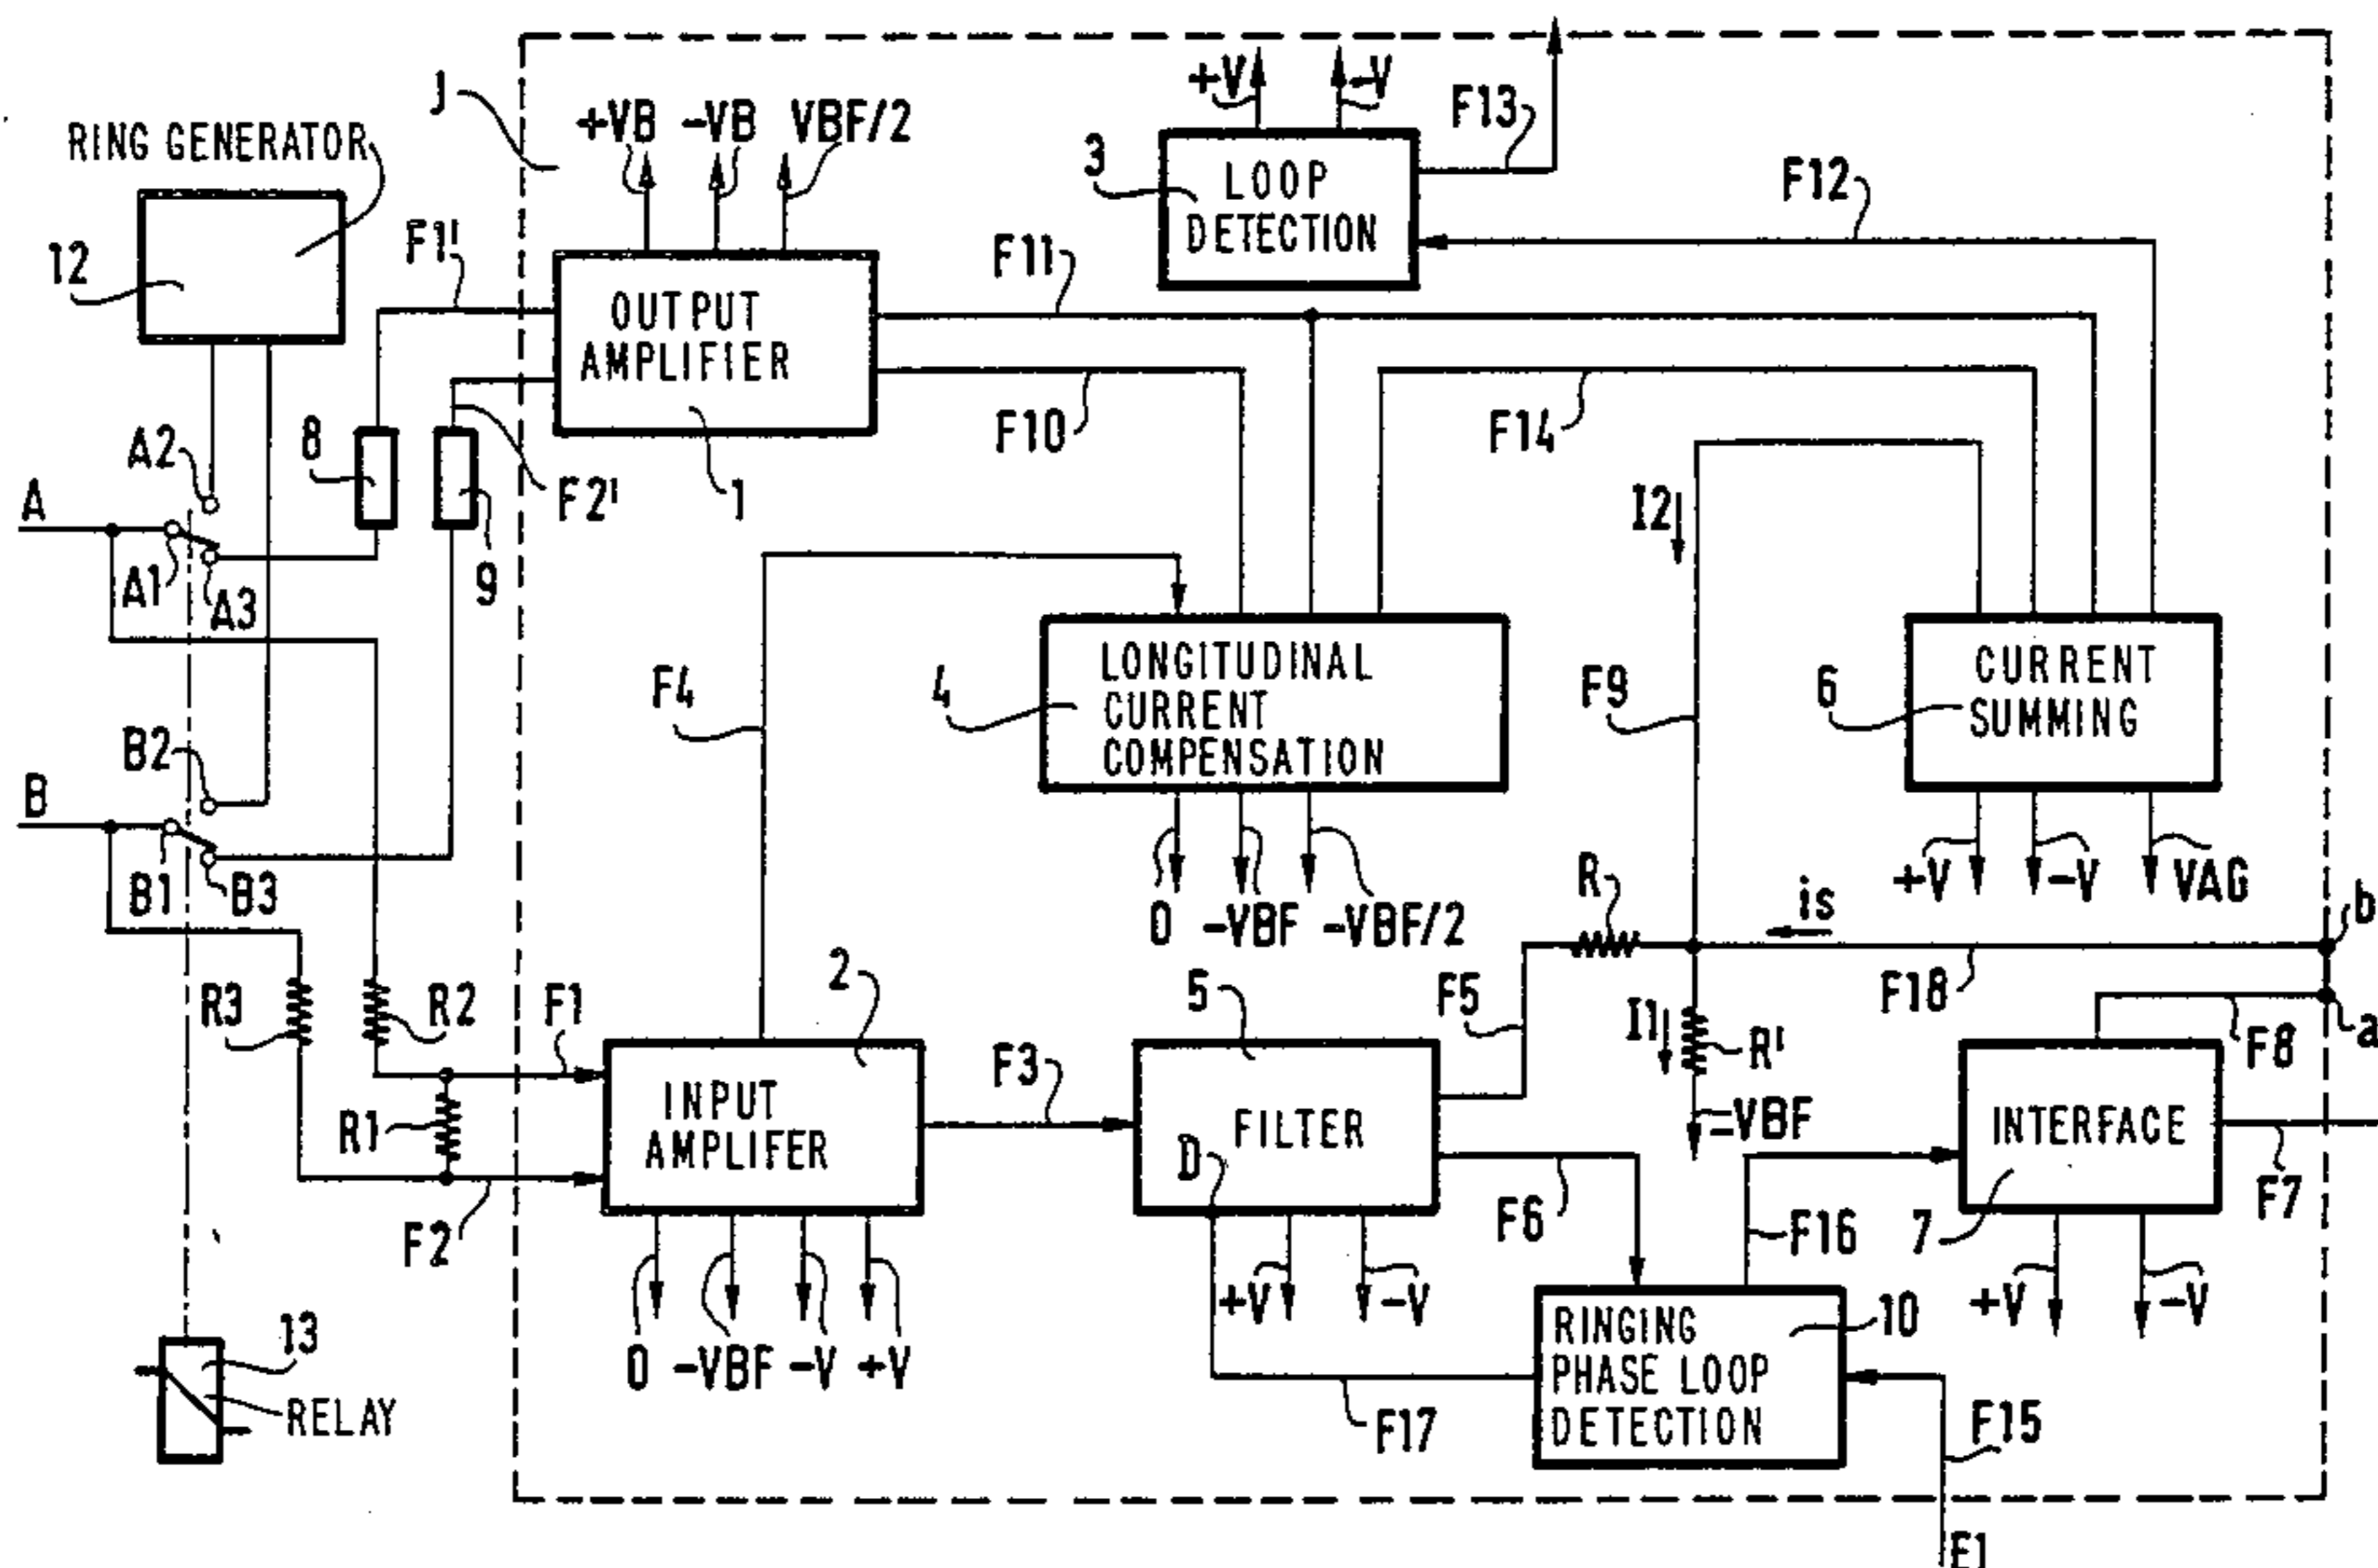 J
+VB -VB VBF/2
+V -V
F13
RING GENERATOR
3
LOOP
DETECTION
F12
12
F1'
OUTPUT
AMPLIFIER
1
F11
F10
F14
A2
8
F2'
9
A
A1
A3
I2
F4
4
LONGITUDINAL
CURRENT
COMPENSATION
F9
6
CURRENT
SUMMING
B2
B
B1
B3
0 -VBF -VBF/2
R
is
+V -V VAG
b
R3
R2
F1
2
5
F5
I1
R'
F18
F8
a
R1
INPUT
AMPLIFER
F3
D
FILTER
=VBF
INTERFACE
F2
F6
F16
7
F7
0 -VBF -V +V
+V -V
+V -V
13
RELAY
RINGING
PHASE LOOP
DETECTION
10
F17
F15
E1